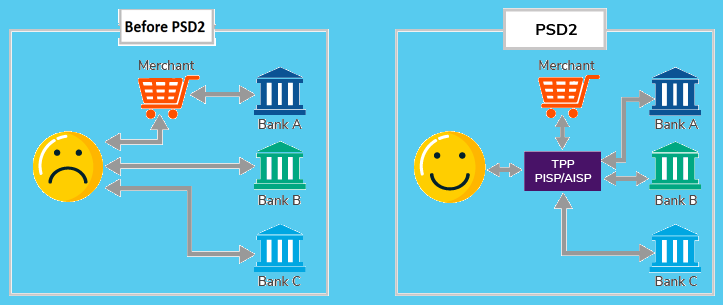 Before PSD2
Merchant
Bank A
Bank B
Bank C
PSD2
Merchant
Bank A
TPP
PISP/AISP
Bank B
Bank C